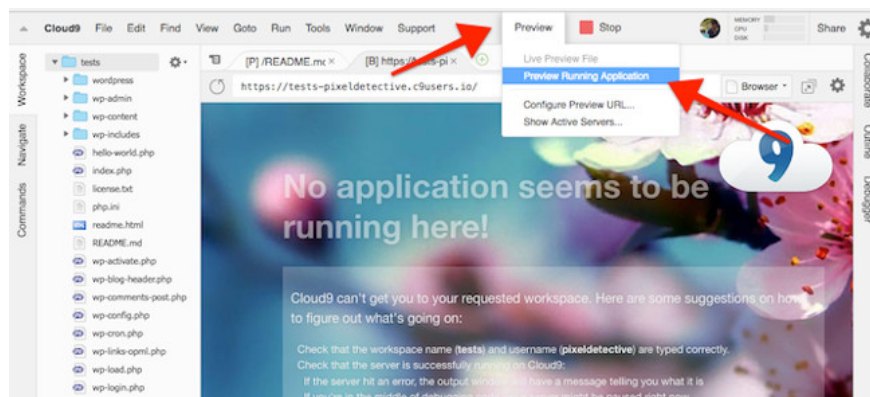 Cloud9 File Edit Find View Goto Run Tools Window Support Preview Stop MEMORY CPU DISK Share
Workspace
Navigate
Commands
tests
wordpress
wp-admin
wp-content
wp-includes
hello-world.php
index.php
license.txt
php.ini
readme.html
README.md
wp-activate.php
wp-blog-header.php
wp-comments-post.php
wp-config.php
wp-cron.php
wp-links-opml.php
wp-load.php
wp-login.php
[P] /README.mc × [B] https://tests-pi ×
https://tests-pixeldetective.c9users.io/
Browser
Live Preview File
Preview Running Application
Configure Preview URL...
Show Active Servers...
9
No application seems to be
running here!
Cloud9 can't get you to your requested workspace. Here are some suggestions on how
to figure out what's going on:
Check that the workspace name (tests) and username (pixeldetective) are typed correctly.
Check that the server is successfully running on Cloud9:
If the server hit an error, the output window will have a message telling you what it is
Collaborate
Outline
Debugger